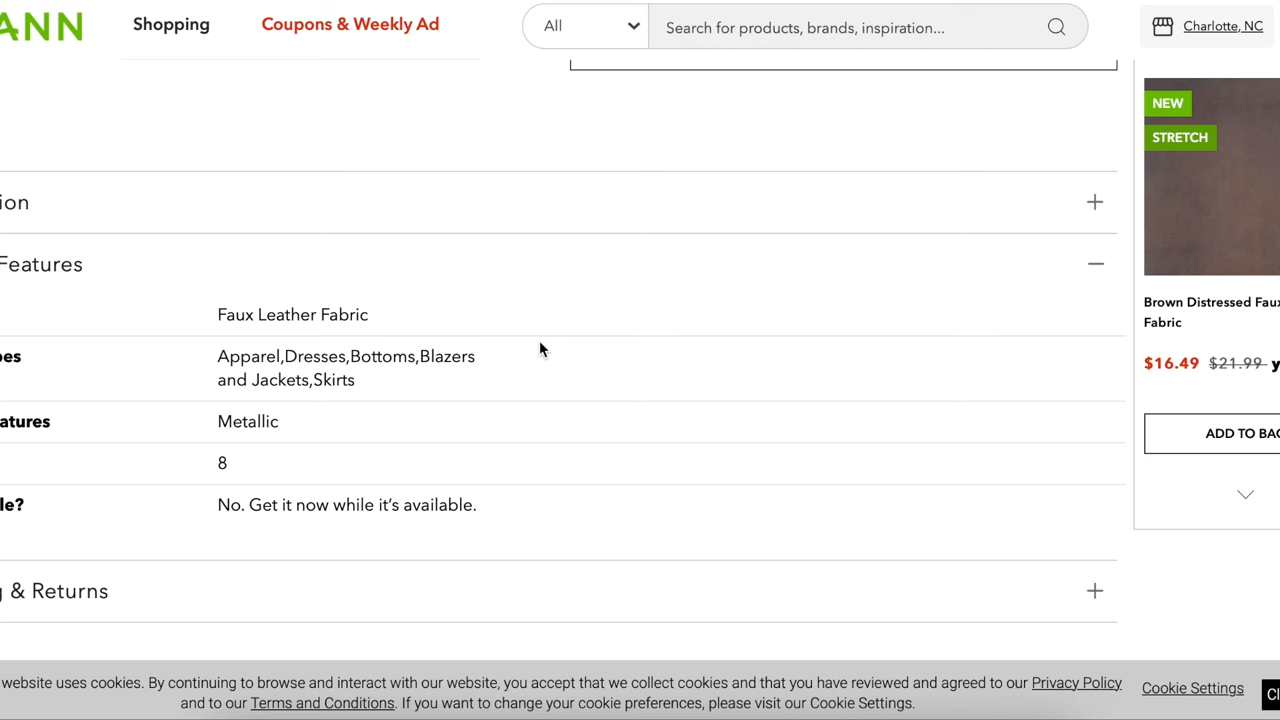 ANN
Shopping
Coupons & Weekly Ad
All
Search for products, brands, inspiration...
Charlotte, NC
NEW
STRETCH
ion
Features
Faux Leather Fabric
pes
Apparel,Dresses,Bottoms,Blazers
and Jackets,Skirts
atures
Metallic
8
le?
No. Get it now while it’s available.
g & Returns
Brown Distressed Faux
Fabric
$16.49 $21.99 y
ADD TO BAG
website uses cookies. By continuing to browse and interact with our website, you accept that we collect cookies and that you have reviewed and agreed to our Privacy Policy
and to our Terms and Conditions. If you want to change your cookie preferences, please visit our Cookie Settings.
Cookie Settings
Cl